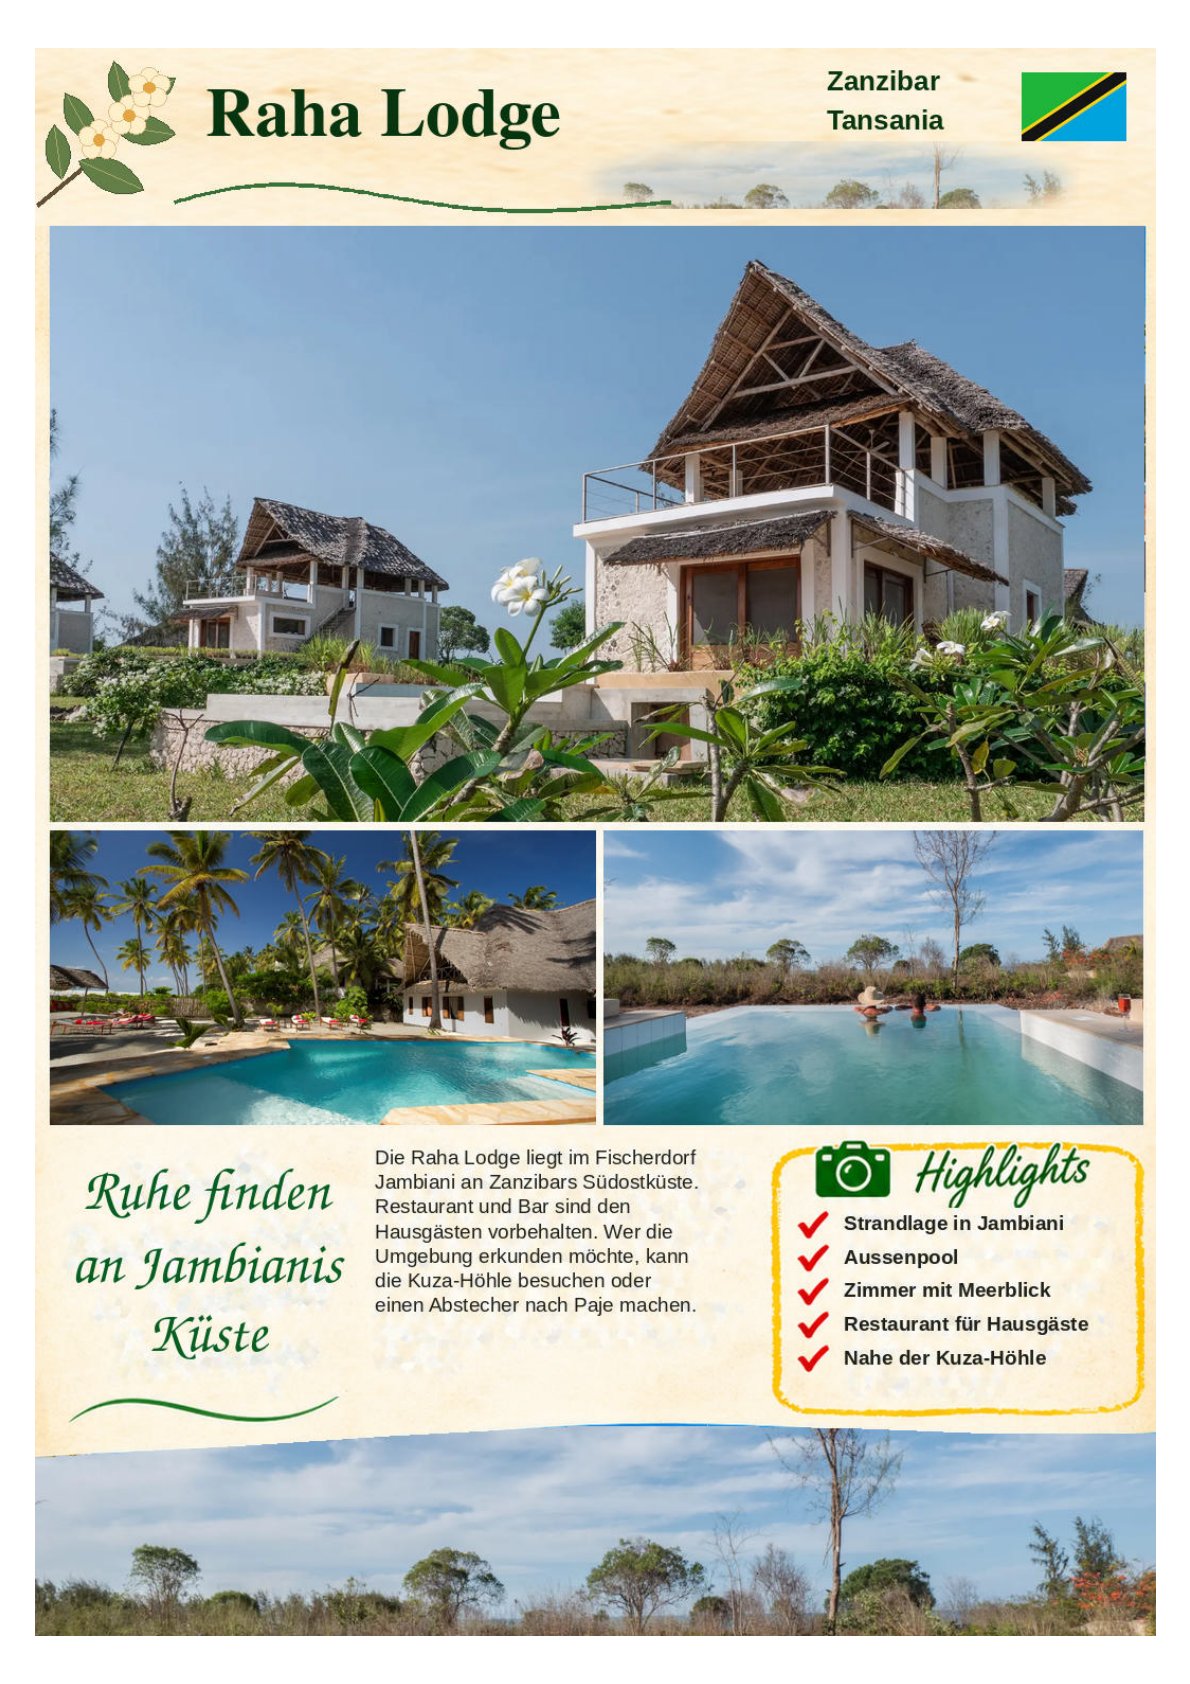 Raha Lodge
Zanzibar
Tansania
Ruhe finden
an Jambianis
Küste
Die Raha Lodge liegt im Fischerdorf
Jambiani an Zanzibars Südostküste.
Restaurant und Bar sind den
Hausgästen vorbehalten. Wer die
Umgebung erkunden möchte, kann
die Kuza-Höhle besuchen oder
einen Abstecher nach Paje machen.
Highlights
Strandlage in Jambiani
Aussenpool
Zimmer mit Meerblick
Restaurant für Hausgäste
Nahe der Kuza-Höhle